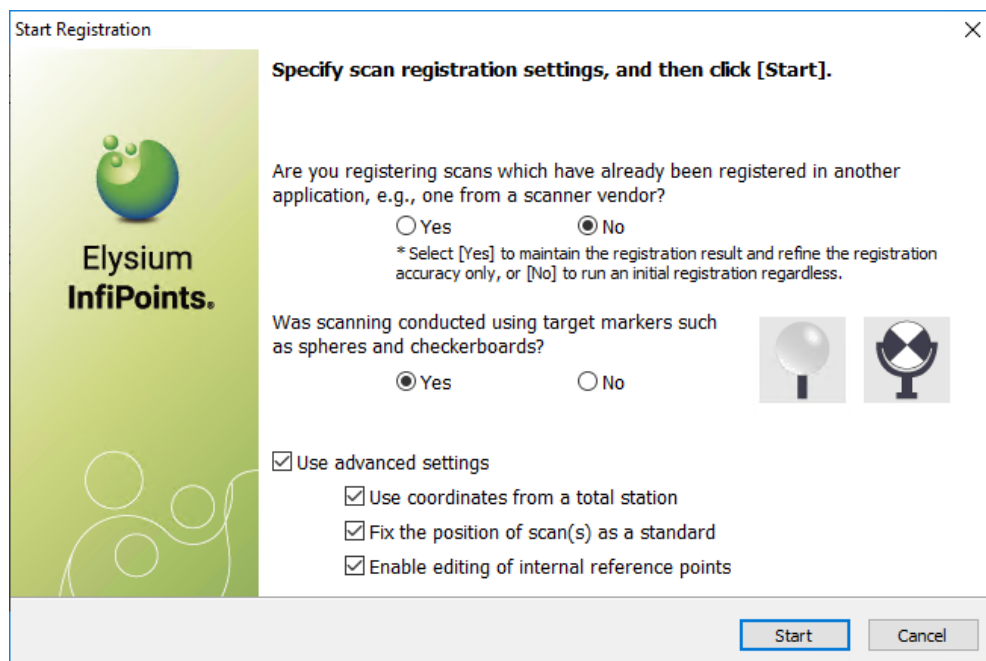 Start Registration
Specify scan registration settings, and then click [Start].
Are you registering scans which have already been registered in another
application, e.g., one from a scanner vendor?
Yes
No
* Select [Yes] to maintain the registration result and refine the registration
accuracy only, or [No] to run an initial registration regardless.
Elysium
InfiPoints®
Was scanning conducted using target markers such
as spheres and checkerboards?
Yes
No
Use advanced settings
Use coordinates from a total station
Fix the position of scan(s) as a standard
Enable editing of internal reference points
Start
Cancel